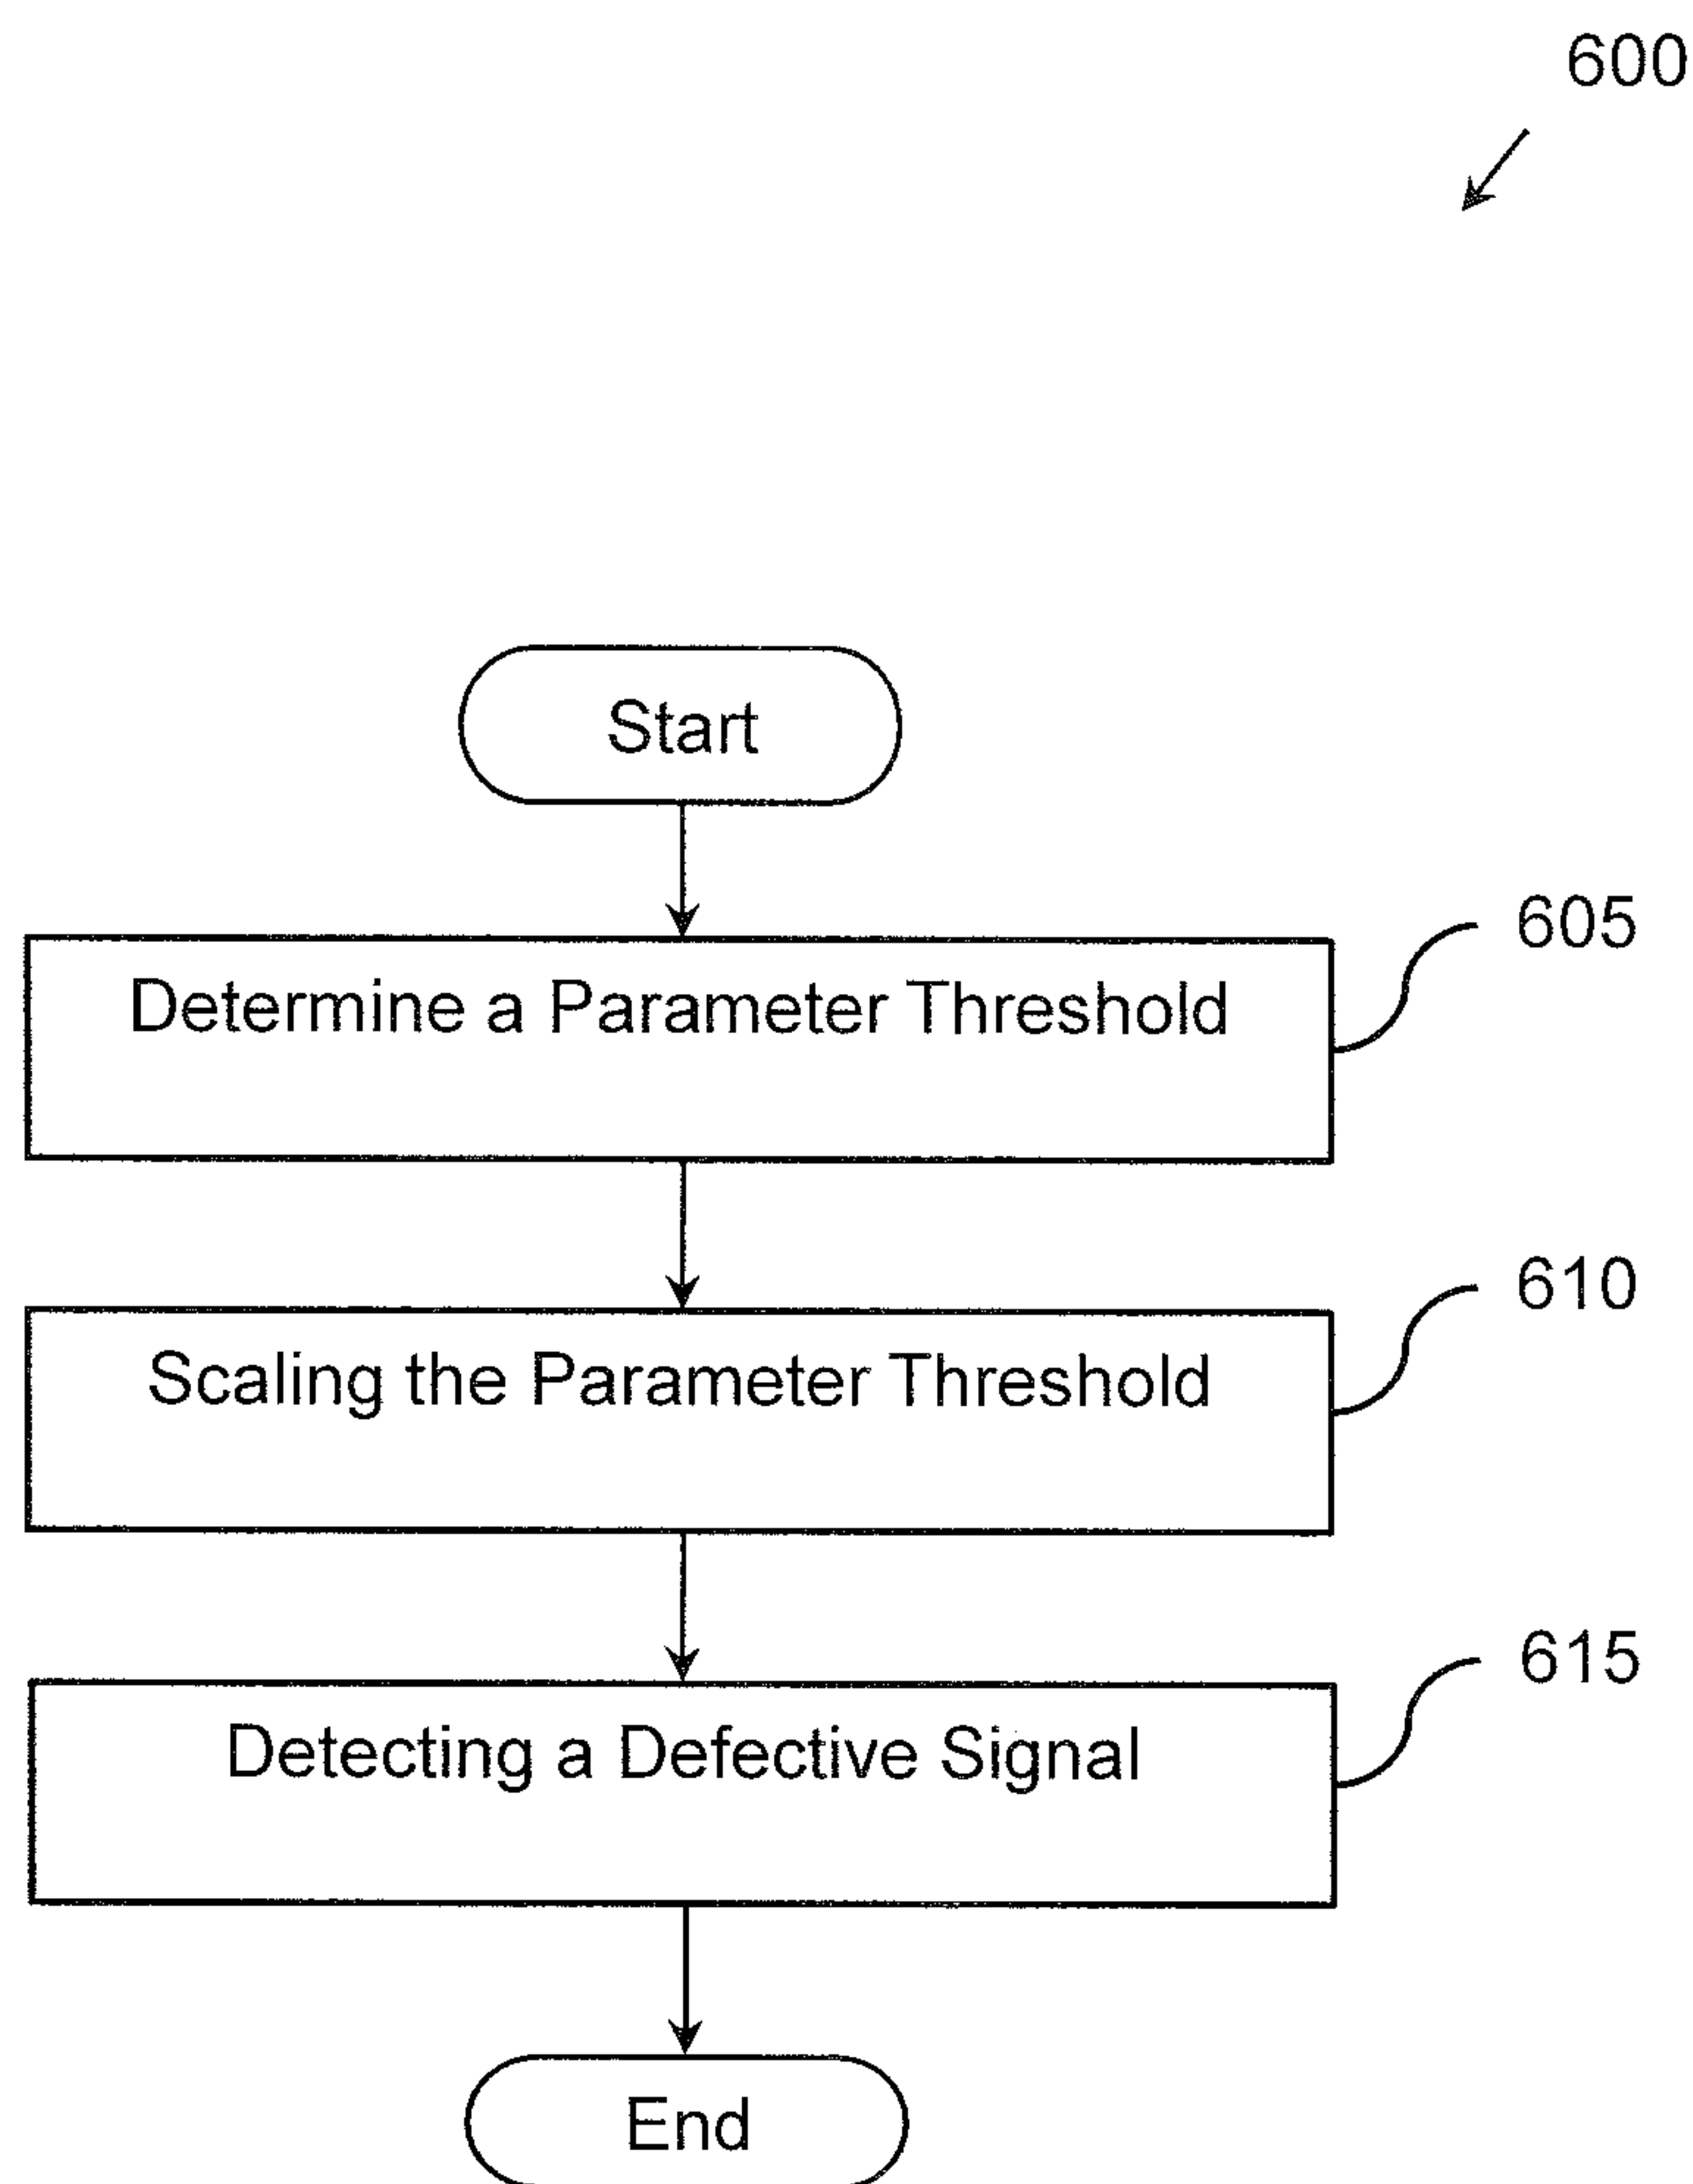 600
Start
605
Determine a Parameter Threshold
610
Scaling the Parameter Threshold
615
Detecting a Defective Signal
End